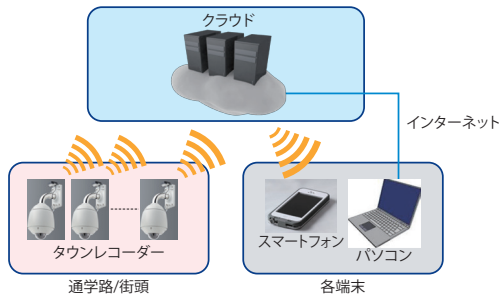 クラウド
インターネット
タウンレコーダー
スマートフォン
パソコン
通学路/街頭
各端末